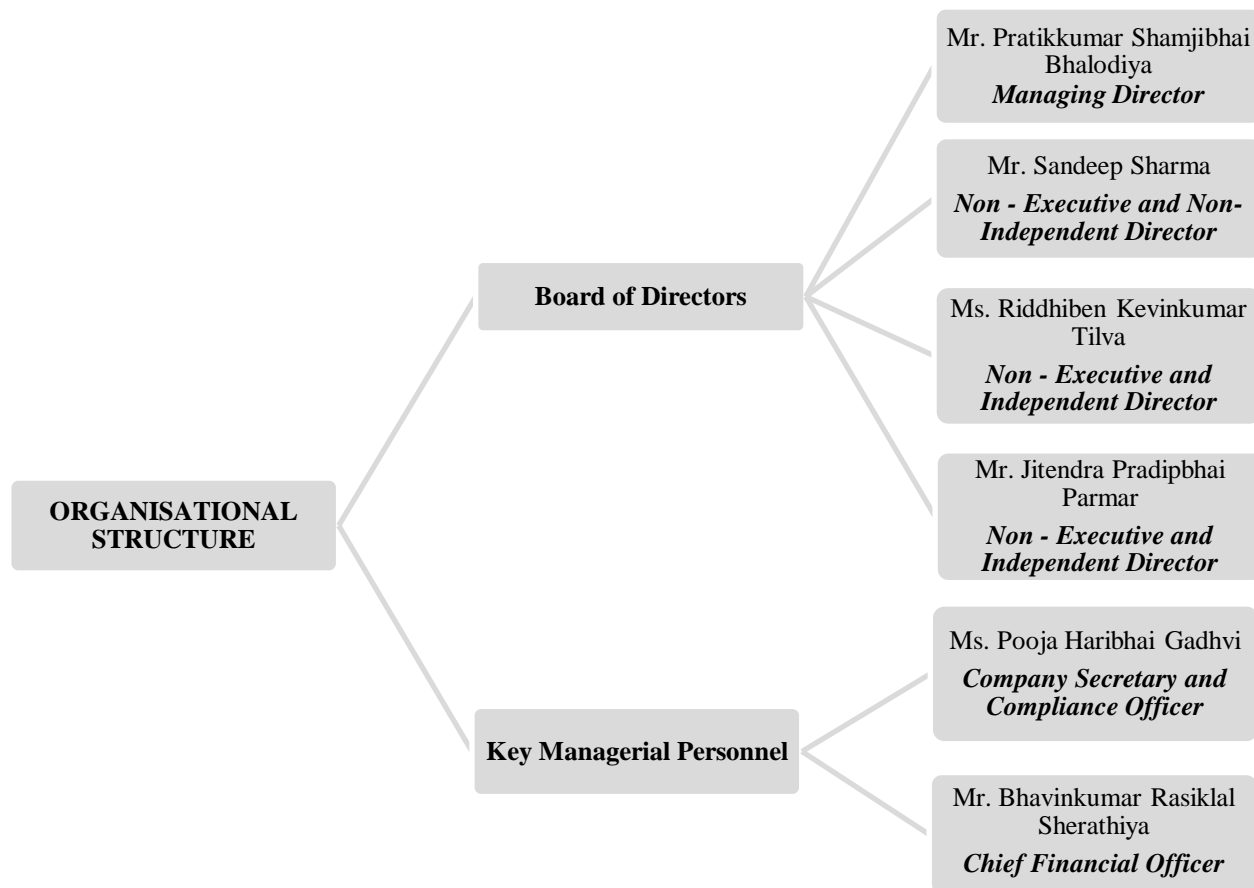 ORGANISATIONAL
STRUCTURE
Board of Directors
Mr. Pratikkumar Shamjibhai
Bhalodiya
Managing Director
Mr. Sandeep Sharma
Non - Executive and Non-
Independent Director
Ms. Riddhiben Kevinkumar
Tilva
Non - Executive and
Independent Director
Mr. Jitendra Pradipbhai
Parmar
Non - Executive and
Independent Director
Key Managerial Personnel
Ms. Pooja Haribhai Gadhvi
Company Secretary and
Compliance Officer
Mr. Bhavinkumar Rasiklal
Sherathiya
Chief Financial Officer